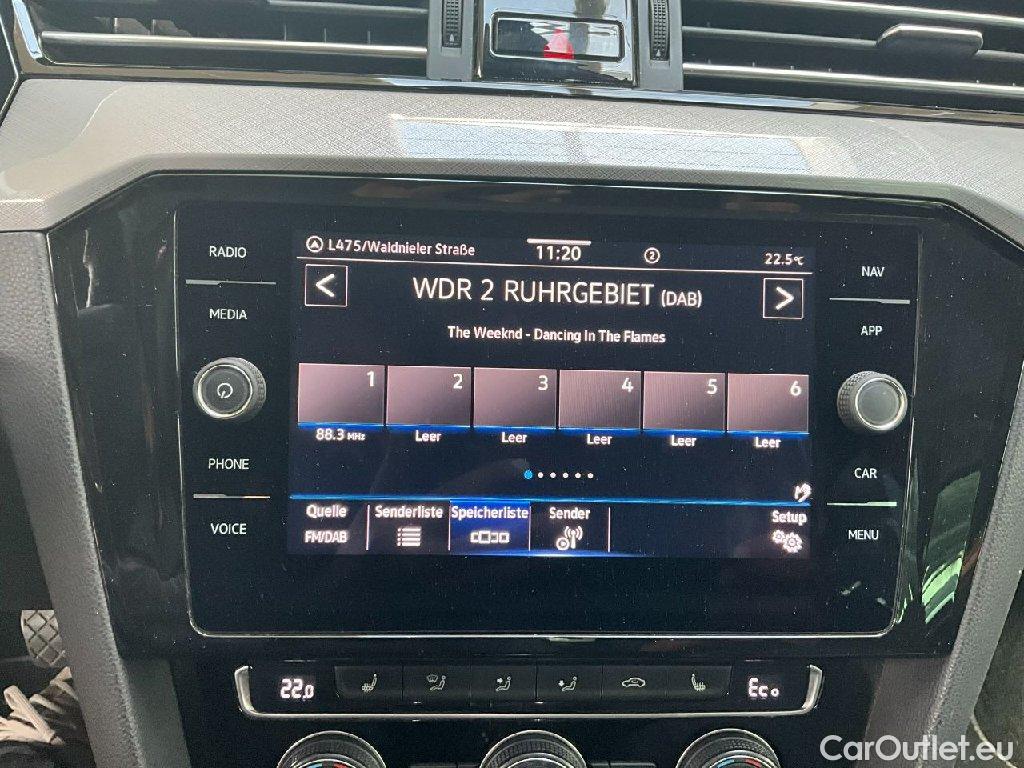 RADIO
MEDIA
PHONE
VOICE
L475/Waldnieler Straße 11:20 2 22.5°C
< WDR 2 RUHRGEBIET (DAB) >
The Weeknd - Dancing In The Flames
1 2 3 4 5 6
88.3 MHz Leer Leer Leer Leer Leer
Quelle Senderliste Speicherliste Sender Setup
FM/DAB
NAV
APP
CAR
MENU
22.0 Eco
CarOutlet.eu